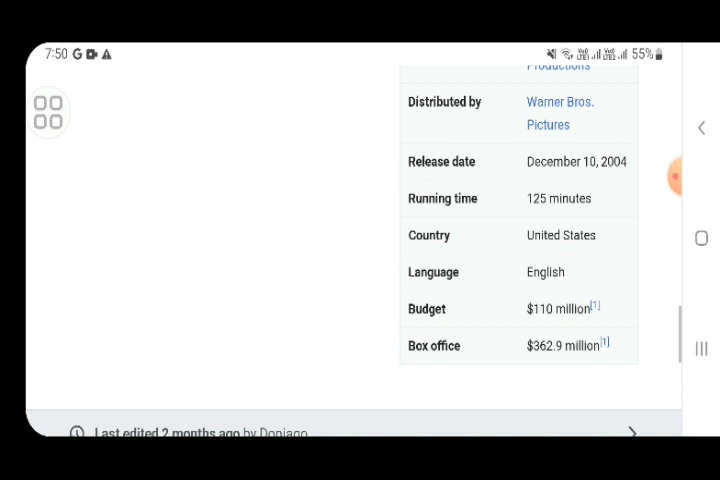 7:50 G 55%
Productions
Distributed by Warner Bros.
Pictures
Release date December 10, 2004
Running time 125 minutes
Country United States
Language English
Budget $110 million[1]
Box office $362.9 million[1]
Last edited 2 months ago by Doniago